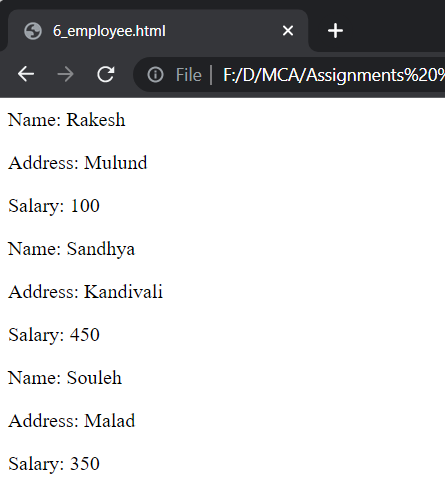 6_employee.html
File | F:/D/MCA/Assignments%20%
Name: Rakesh
Address: Mulund
Salary: 100
Name: Sandhya
Address: Kandivali
Salary: 450
Name: Souleh
Address: Malad
Salary: 350